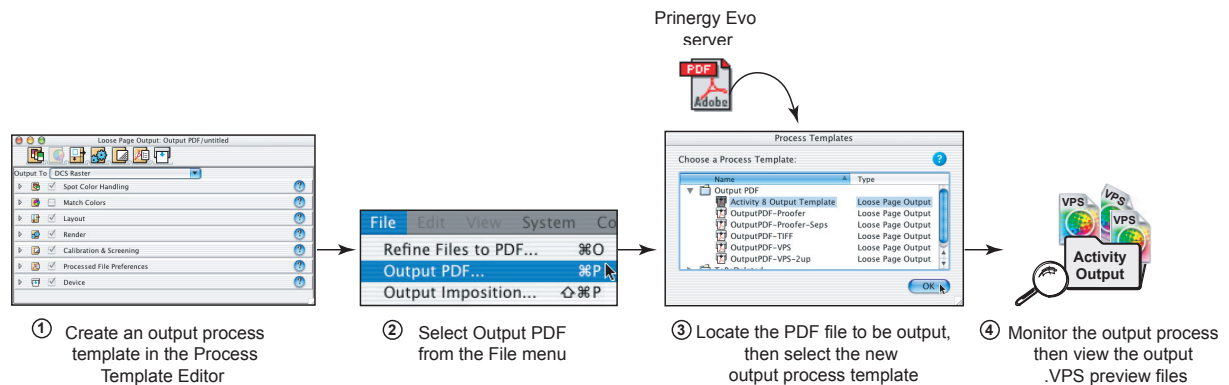 Prinergy Evo
server
PDF
Adobe
Loose Page Output: Output PDF/untitled
Output To DCS Raster
Spot Color Handling ?
Match Colors ?
Layout ?
Render ?
Calibration & Screening ?
Processed File Preferences ?
Device ?
File Edit View System Co
Refine Files to PDF... ⌘O
Output PDF... ⌘P
Output Imposition... ⇧⌘P
Process Templates
Choose a Process Template: ?
Name Type
Output PDF
Activity 8 Output Template Loose Page Output
OutputPDF-Proofer Loose Page Output
OutputPDF-Proofer-Seps Loose Page Output
OutputPDF-TIFF Loose Page Output
OutputPDF-VPS Loose Page Output
OutputPDF-VPS-2up Loose Page Output
ToBeDeleted
OK
VPS
VPS
VPS
Activity
Output
1 Create an output process
template in the Process
Template Editor
2 Select Output PDF
from the File menu
3 Locate the PDF file to be output,
then select the new
output process template
4 Monitor the output process
then view the output
.VPS preview files